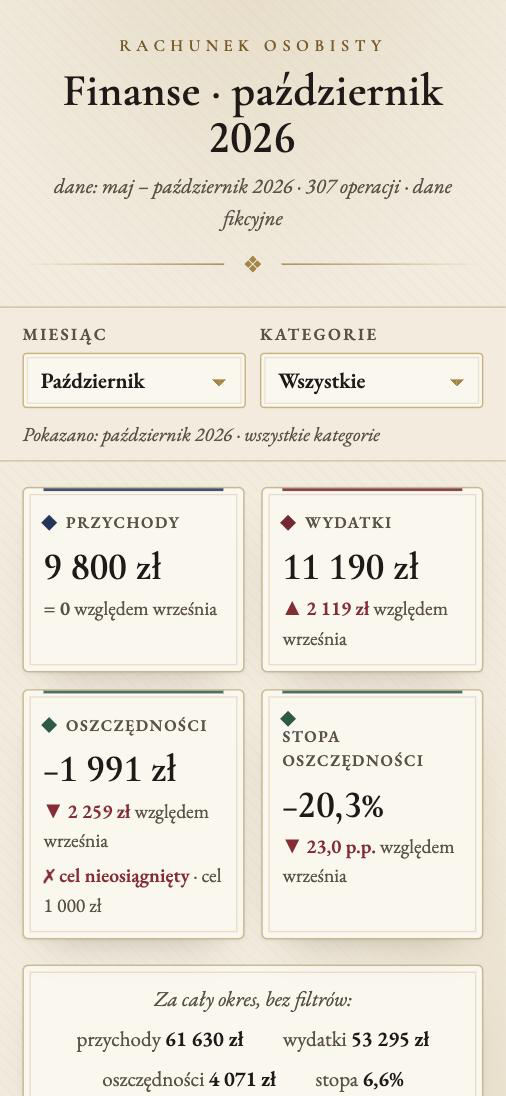 RACHUNEK OSOBISTY
Finanse · październik
2026
dane: maj – październik 2026 · 307 operacji · dane
fikcyjne
MIESIĄC
KATEGORIE
Październik
Wszystkie
Pokazano: październik 2026 · wszystkie kategorie
PRZYCHODY
9 800 zł
= 0 względem września
WYDATKI
11 190 zł
▲ 2 119 zł względem
września
OSZCZĘDNOŚCI
–1 991 zł
▼ 2 259 zł względem
września
✗ cel nieosiągnięty · cel
1 000 zł
STOPA
OSZCZĘDNOŚCI
–20,3%
▼ 23,0 p.p. względem
września
Za cały okres, bez filtrów:
przychody 61 630 zł
wydatki 53 295 zł
oszczędności 4 071 zł
stopa 6,6%